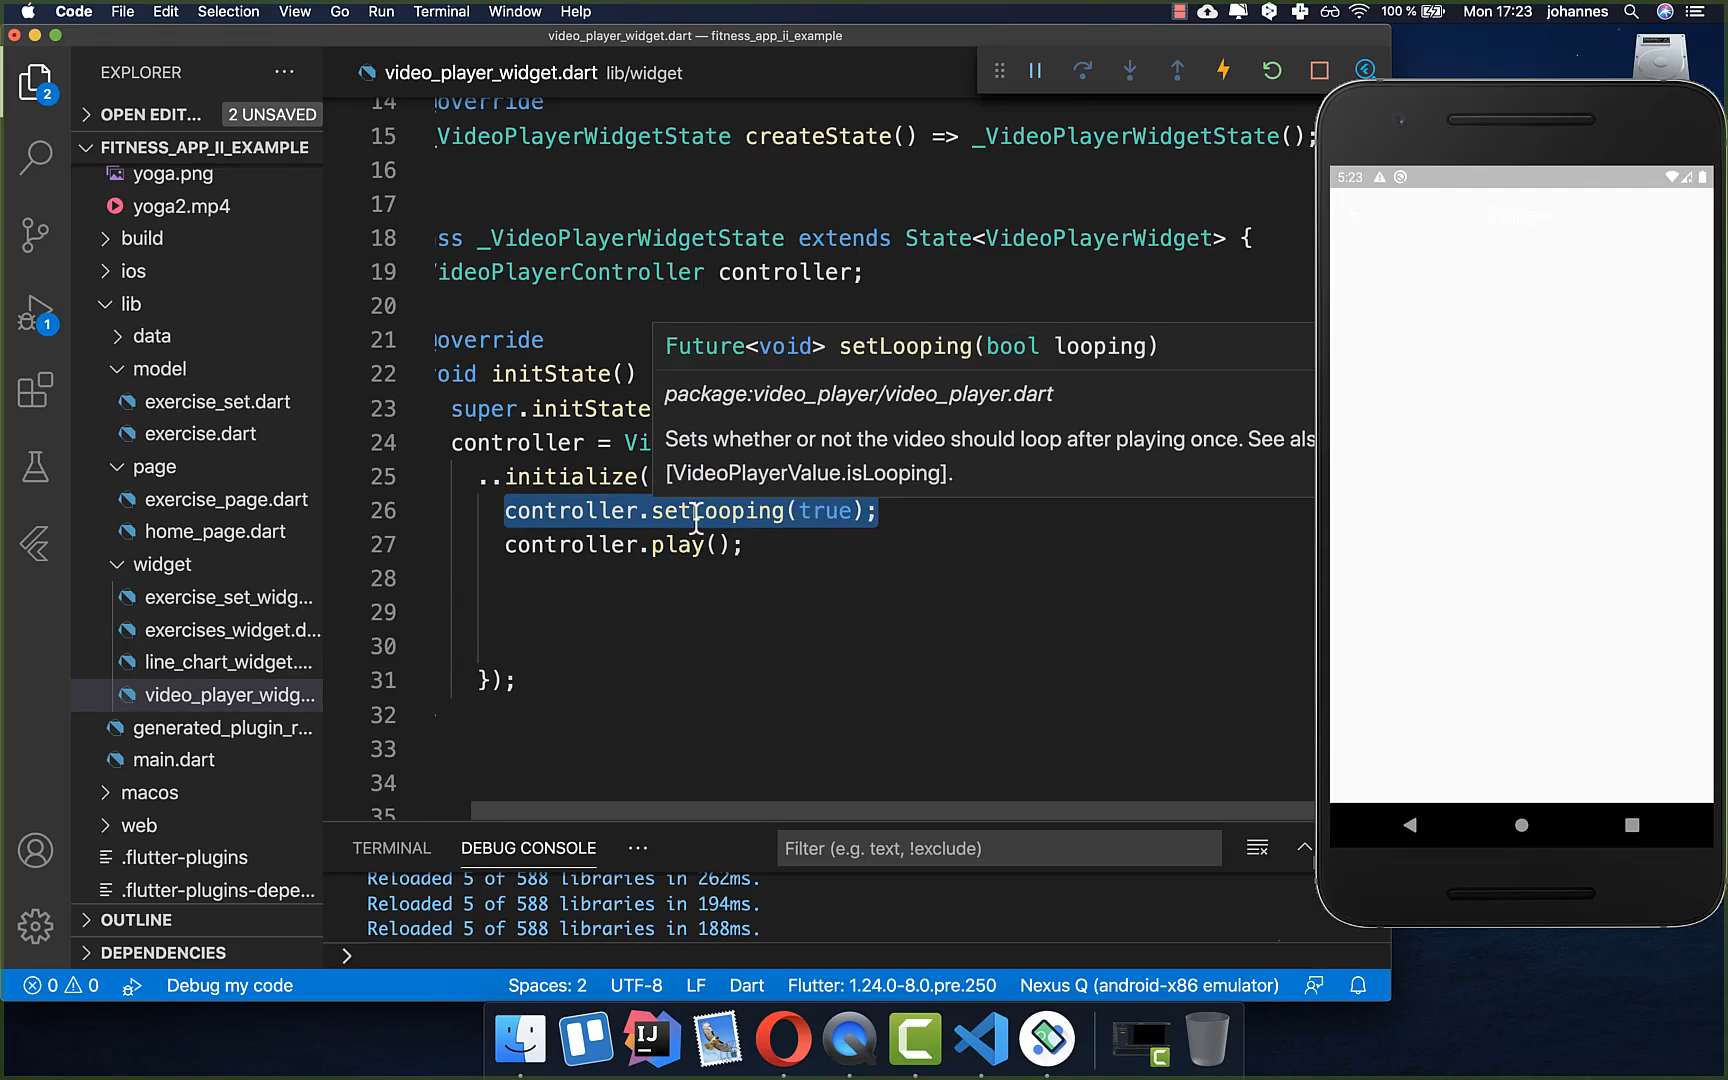 Code File Edit Selection View Go Run Terminal Window Help 100 % Mon 17:23 johannes
video_player_widget.dart — fitness_app_ii_example
EXPLORER
2
OPEN EDIT... 2 UNSAVED
FITNESS_APP_II_EXAMPLE
yoga.png
yoga2.mp4
build
ios
lib
data
1
model
exercise_set.dart
exercise.dart
page
exercise_page.dart
home_page.dart
widget
exercise_set_widg...
exercises_widget.d...
line_chart_widget....
video_player_widg...
generated_plugin_r...
main.dart
macos
web
.flutter-plugins
.flutter-plugins-depe...
OUTLINE
DEPENDENCIES
video_player_widget.dart lib/widget
14 override
15 VideoPlayerWidgetState createState() => _VideoPlayerWidgetState();
16
17
18 ss _VideoPlayerWidgetState extends State<VideoPlayerWidget> {
19 ideoPlayerController controller;
20
21 override
22 oid initState()
23 super.initState
24 controller = Vi
25 ..initialize(
26 controller.setLooping(true);
27 controller.play();
28
29
30
31 });
32
33
34
35
Future<void> setLooping(bool looping)
package:video_player/video_player.dart
Sets whether or not the video should loop after playing once. See als
[VideoPlayerValue.isLooping].
TERMINAL DEBUG CONSOLE Filter (e.g. text, !exclude)
Reloaded 5 of 588 libraries in 262ms.
Reloaded 5 of 588 libraries in 194ms.
Reloaded 5 of 588 libraries in 188ms.
0 0 Debug my code Spaces: 2 UTF-8 LF Dart Flutter: 1.24.0-8.0.pre.250 Nexus Q (android-x86 emulator)
5:23
IJ